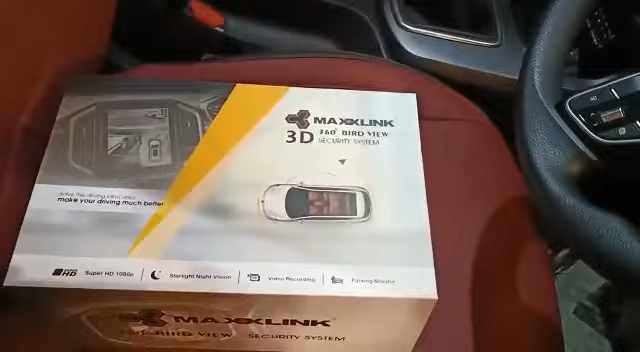 MAXXLINK
3D 360° BIRD VIEW
SECURITY SYSTEM
make your driving much better
HD Super HD 1080p
Starlight Night Vision
Video Recording
Parking Monitor
MAXXLINK
360° BIRD VIEW SECURITY SYSTEM